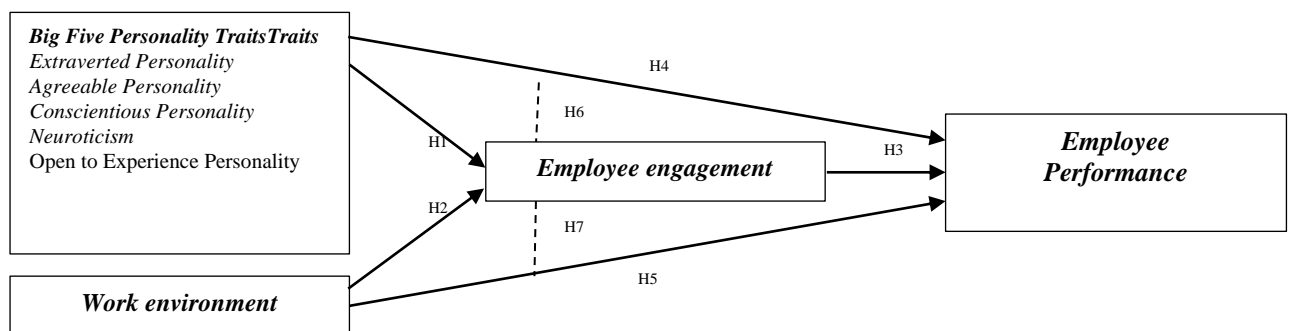 Big Five Personality TraitsTraits
Extraverted Personality
Agreeable Personality
Conscientious Personality
Neuroticism
Open to Experience Personality
H4
H6
H1
Employee engagement
H3
Employee
Performance
H2
H7
H5
Work environment